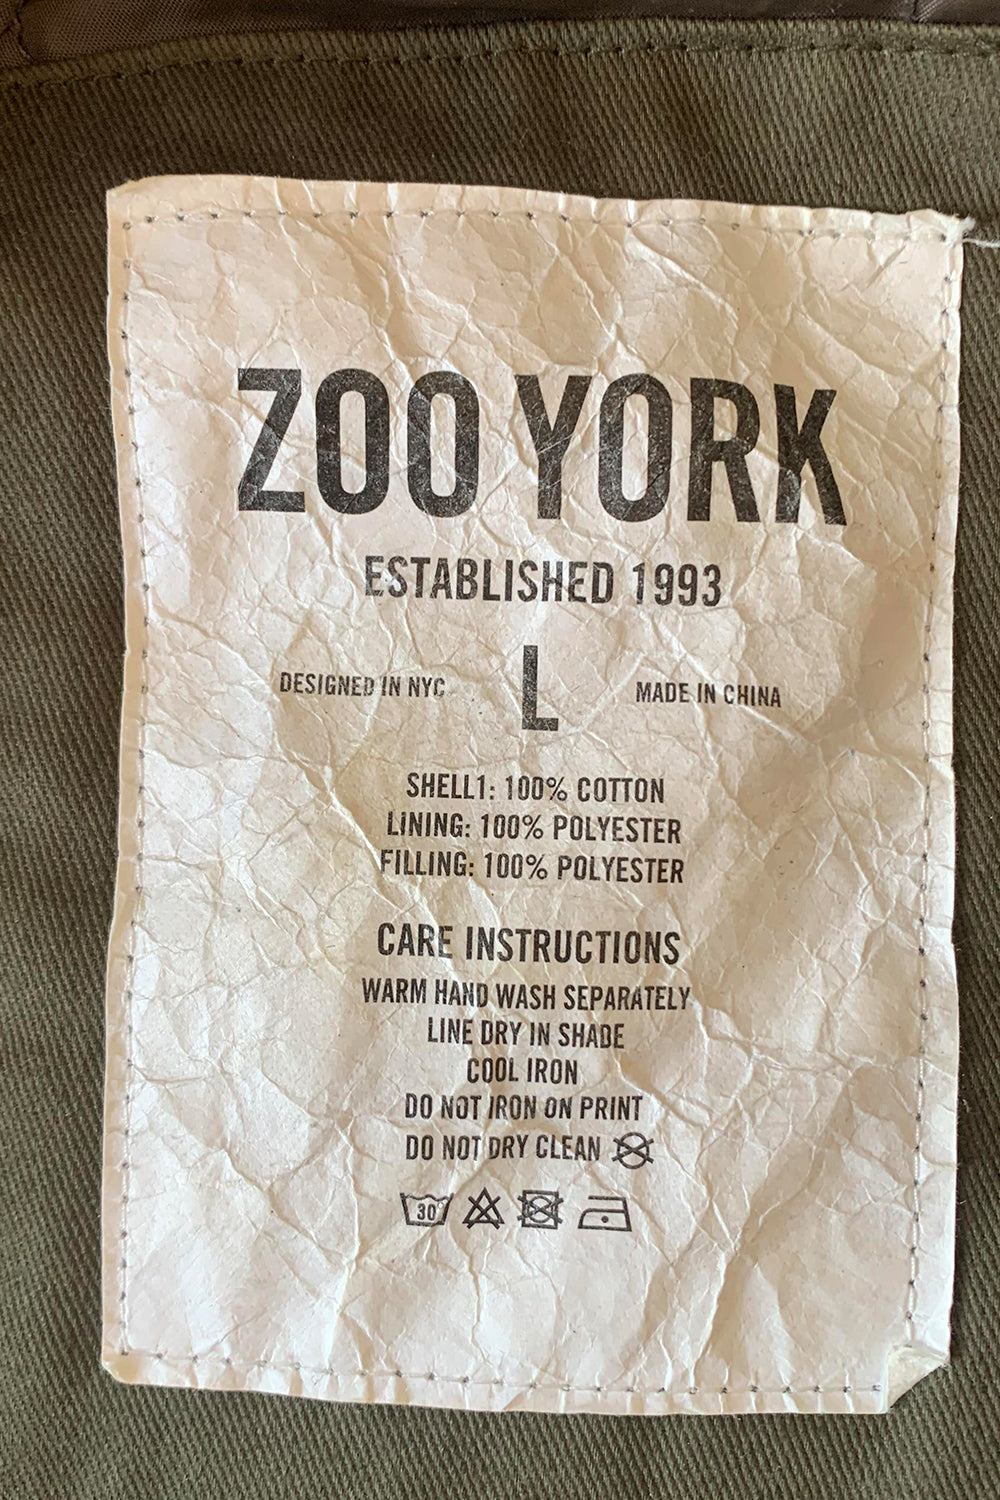 ZOO YORK
ESTABLISHED 1993
DESIGNED IN NYC L MADE IN CHINA
SHELL1: 100% COTTON
LINING: 100% POLYESTER
FILLING: 100% POLYESTER
CARE INSTRUCTIONS
WARM HAND WASH SEPARATELY
LINE DRY IN SHADE
COOL IRON
DO NOT IRON ON PRINT
DO NOT DRY CLEAN
30